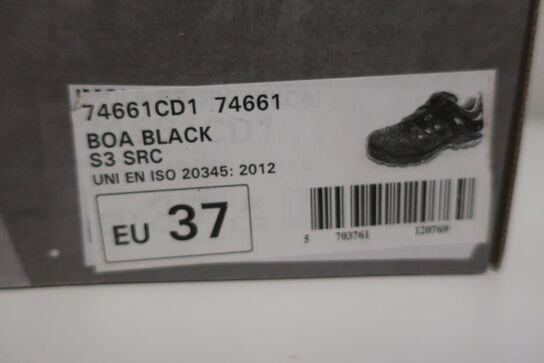 74661CD1 74661
BOA BLACK
S3 SRC
UNI EN ISO 20345: 2012
EU 37
5 703761 120769